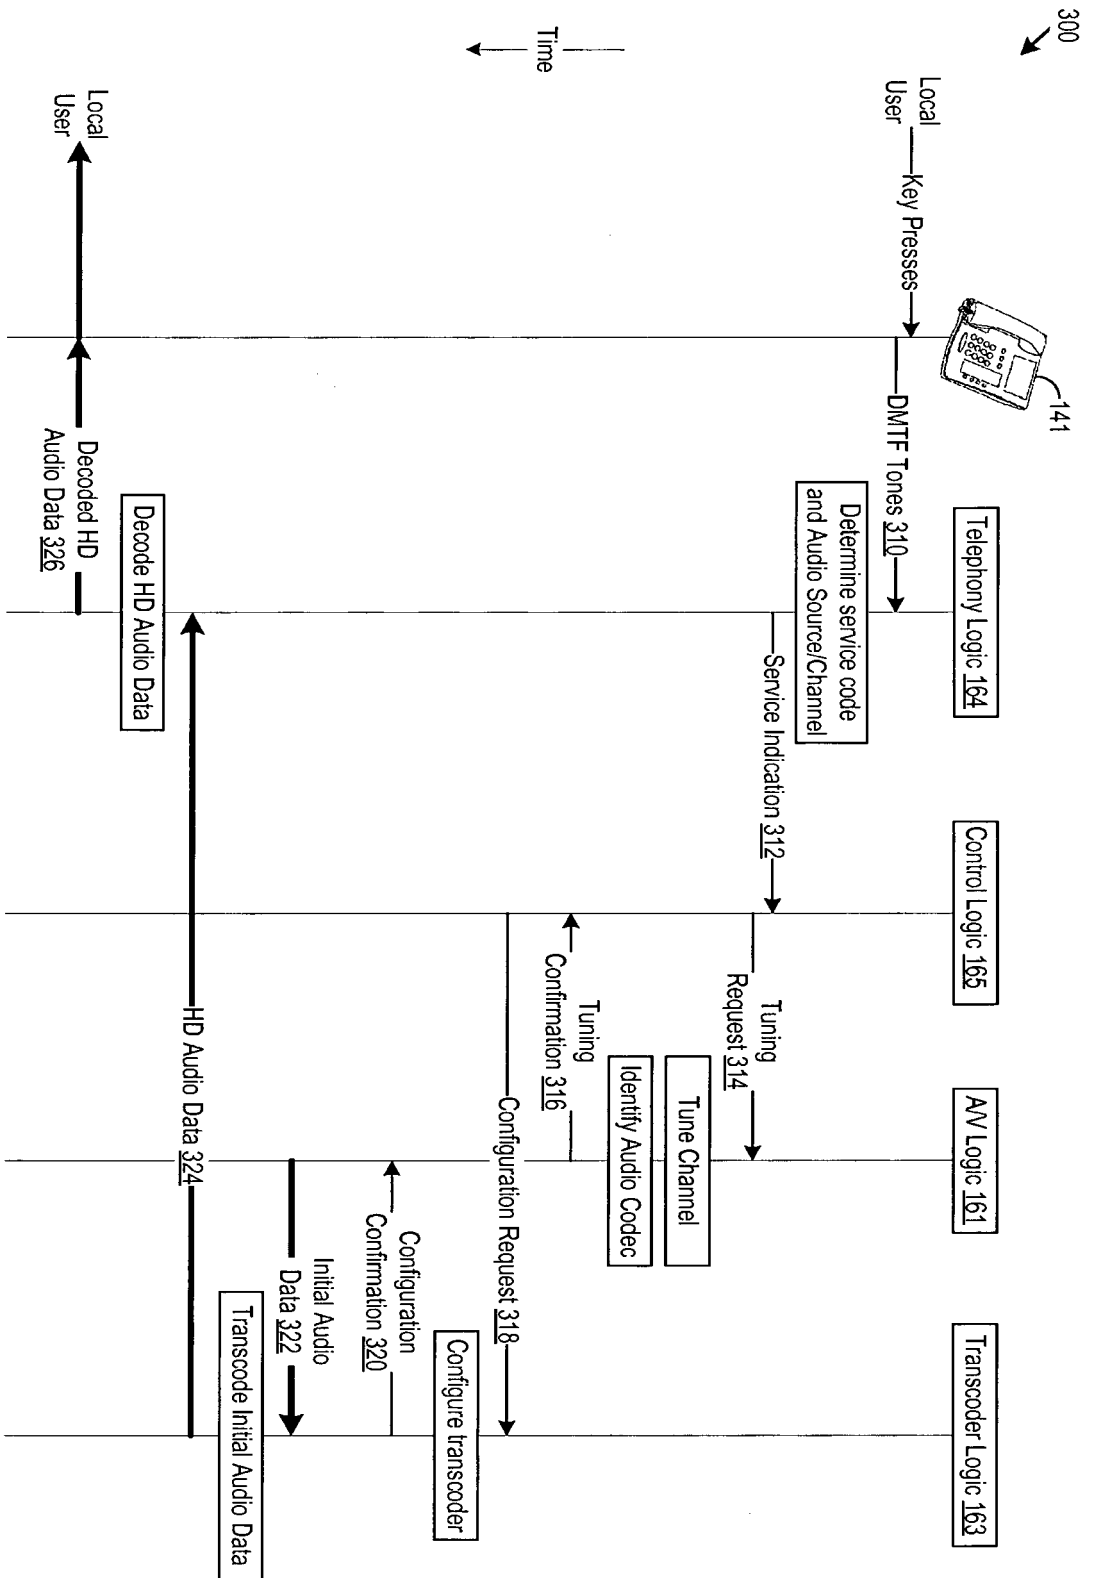 300
Time
141
Telephony Logic 164
Control Logic 165
A/V Logic 161
Transcoder Logic 163
Local
User
Key Presses
DMTF Tones 310
Determine service code
and Audio Source/Channel
Service Indication 312
Tuning
Request 314
Tune Channel
Identify Audio Codec
Tuning
Confirmation 316
Configuration Request 318
Configure transcoder
Configuration
Confirmation 320
Initial Audio
Data 322
Transcode Initial Audio Data
HD Audio Data 324
Decode HD Audio Data
Decoded HD
Audio Data 326
Local
User